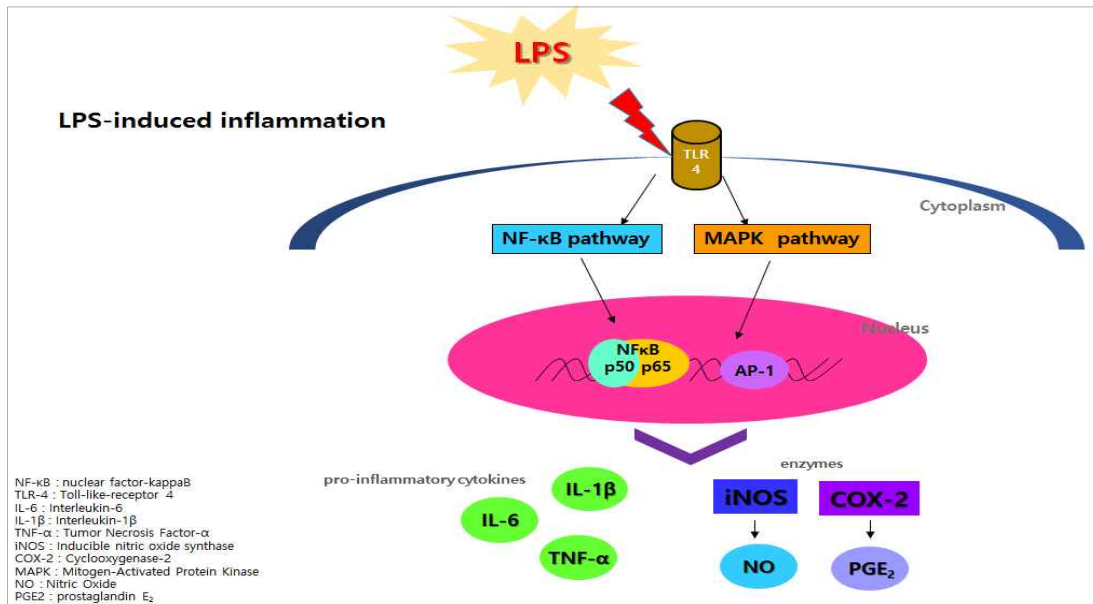 LPS
LPS-induced inflammation
TLR
4
Cytoplasm
NF-κB pathway
MAPK pathway
Nucleus
NFκB
p50 p65
AP-1
pro-inflammatory cytokines
enzymes
IL-1β
IL-6
TNF-α
iNOS
COX-2
NO
PGE₂
NF-κB : nuclear factor-kappaB
TLR-4 : Toll-like-receptor 4
IL-6 : Interleukin-6
IL-1β : Interleukin-1β
TNF-α : Tumor Necrosis Factor-α
iNOS : Inducible nitric oxide synthase
COX-2 : Cyclooxygenase-2
MAPK : Mitogen-Activated Protein Kinase
NO : Nitric Oxide
PGE2 : prostaglandin E₂